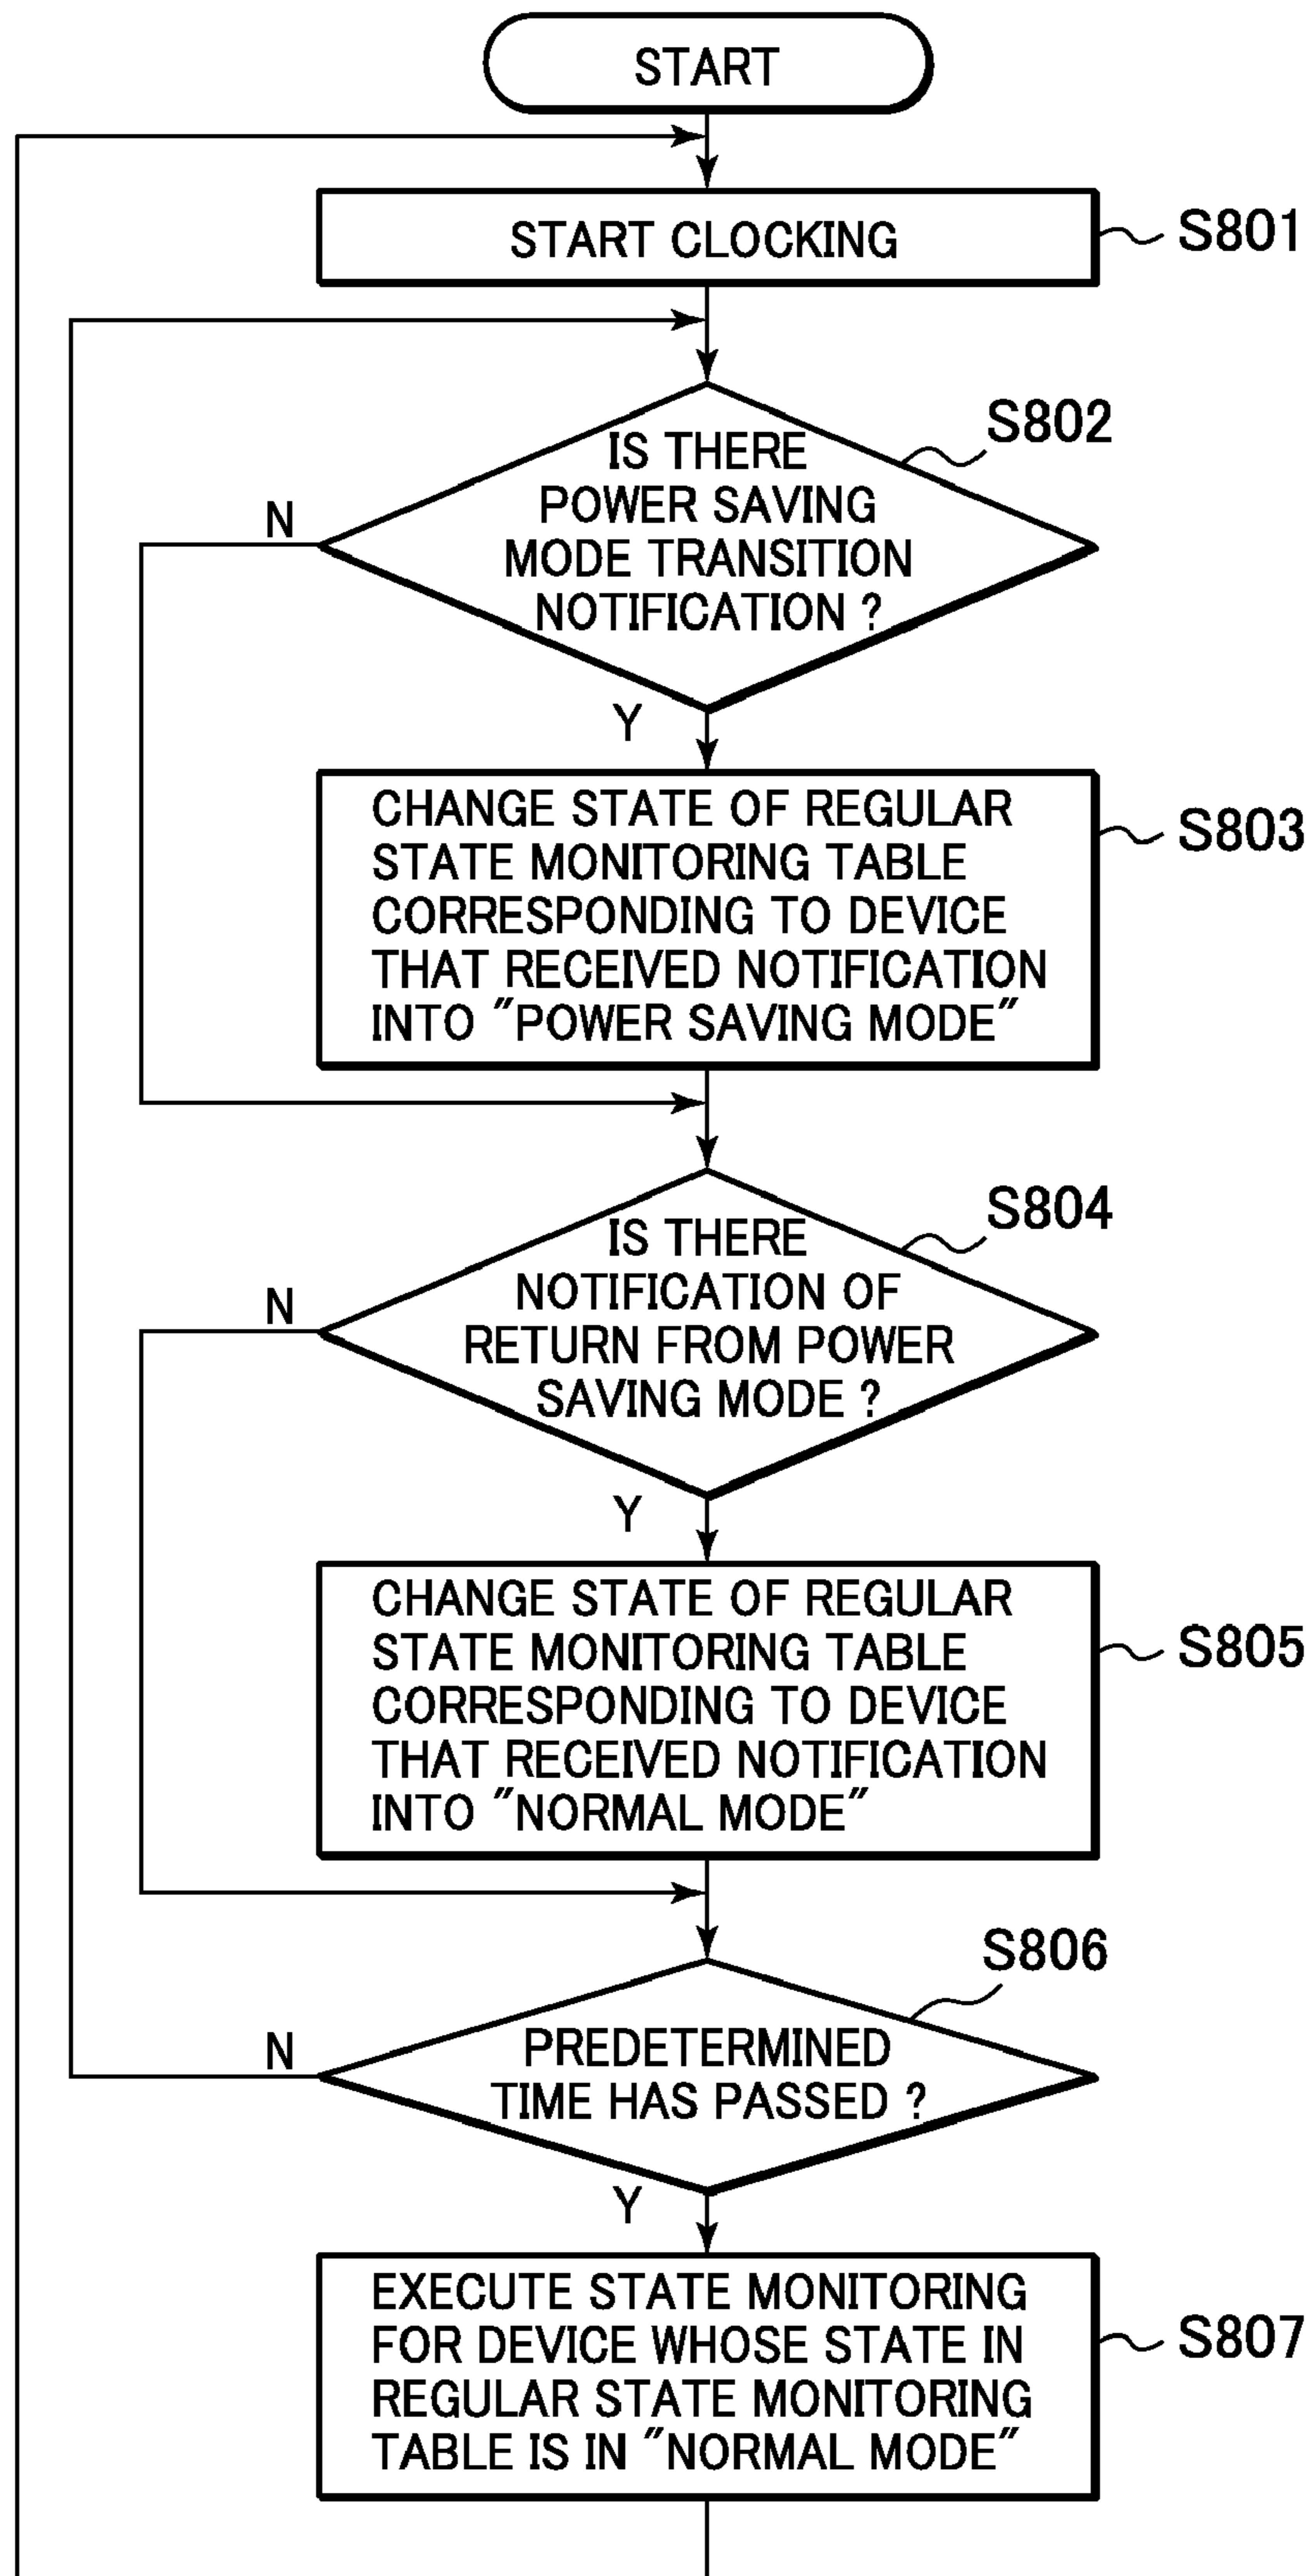 START
START CLOCKING
S801
S802
IS THERE
POWER SAVING
MODE TRANSITION
NOTIFICATION ?
N
Y
CHANGE STATE OF REGULAR
STATE MONITORING TABLE
CORRESPONDING TO DEVICE
THAT RECEIVED NOTIFICATION
INTO "POWER SAVING MODE"
S803
S804
IS THERE
NOTIFICATION OF
RETURN FROM POWER
SAVING MODE ?
N
Y
CHANGE STATE OF REGULAR
STATE MONITORING TABLE
CORRESPONDING TO DEVICE
THAT RECEIVED NOTIFICATION
INTO "NORMAL MODE"
S805
S806
PREDETERMINED
TIME HAS PASSED ?
N
Y
EXECUTE STATE MONITORING
FOR DEVICE WHOSE STATE IN
REGULAR STATE MONITORING
TABLE IS IN "NORMAL MODE"
S807